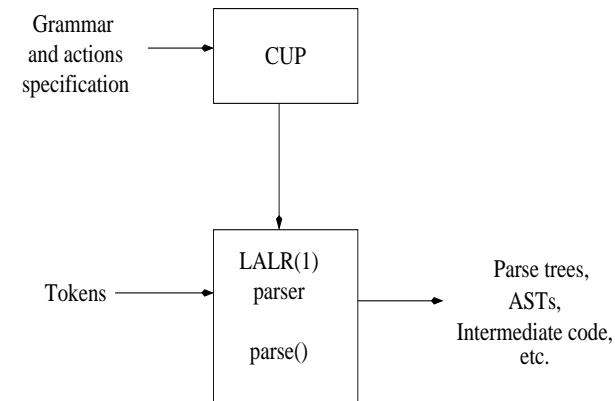 Grammar
and actions
specification
CUP
LALR(1)
parser
parse()
Tokens
Parse trees,
ASTs,
Intermediate code,
etc.